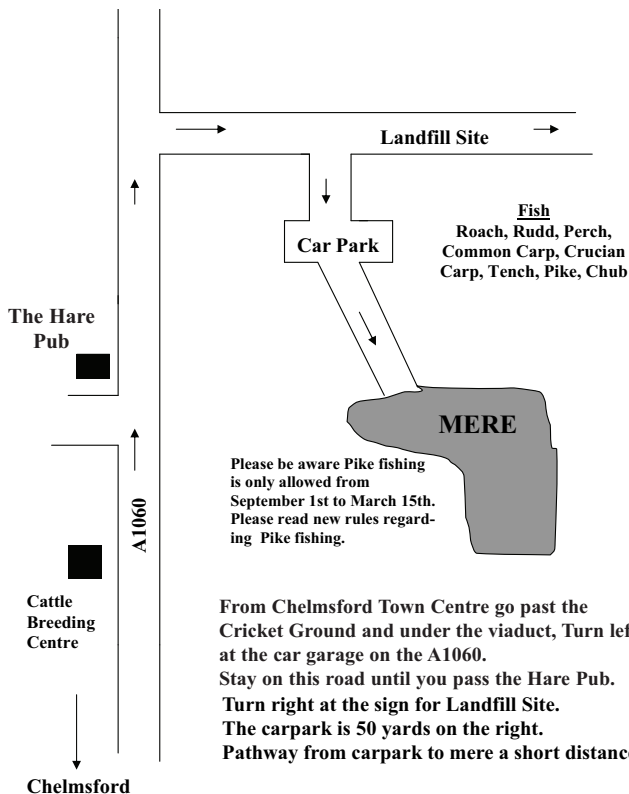 Landfill Site
Fish
Roach, Rudd, Perch,
Common Carp, Crucian
Carp, Tench, Pike, Chub
Car Park
The Hare
Pub
MERE
Please be aware Pike fishing
is only allowed from
September 1st to March 15th.
Please read new rules regard-
ing Pike fishing.
A1060
Cattle
Breeding
Centre
From Chelmsford Town Centre go past the
Cricket Ground and under the viaduct, Turn lef
at the car garage on the A1060.
Stay on this road until you pass the Hare Pub.
Turn right at the sign for Landfill Site.
The carpark is 50 yards on the right.
Pathway from carpark to mere a short distanc
Chelmsford